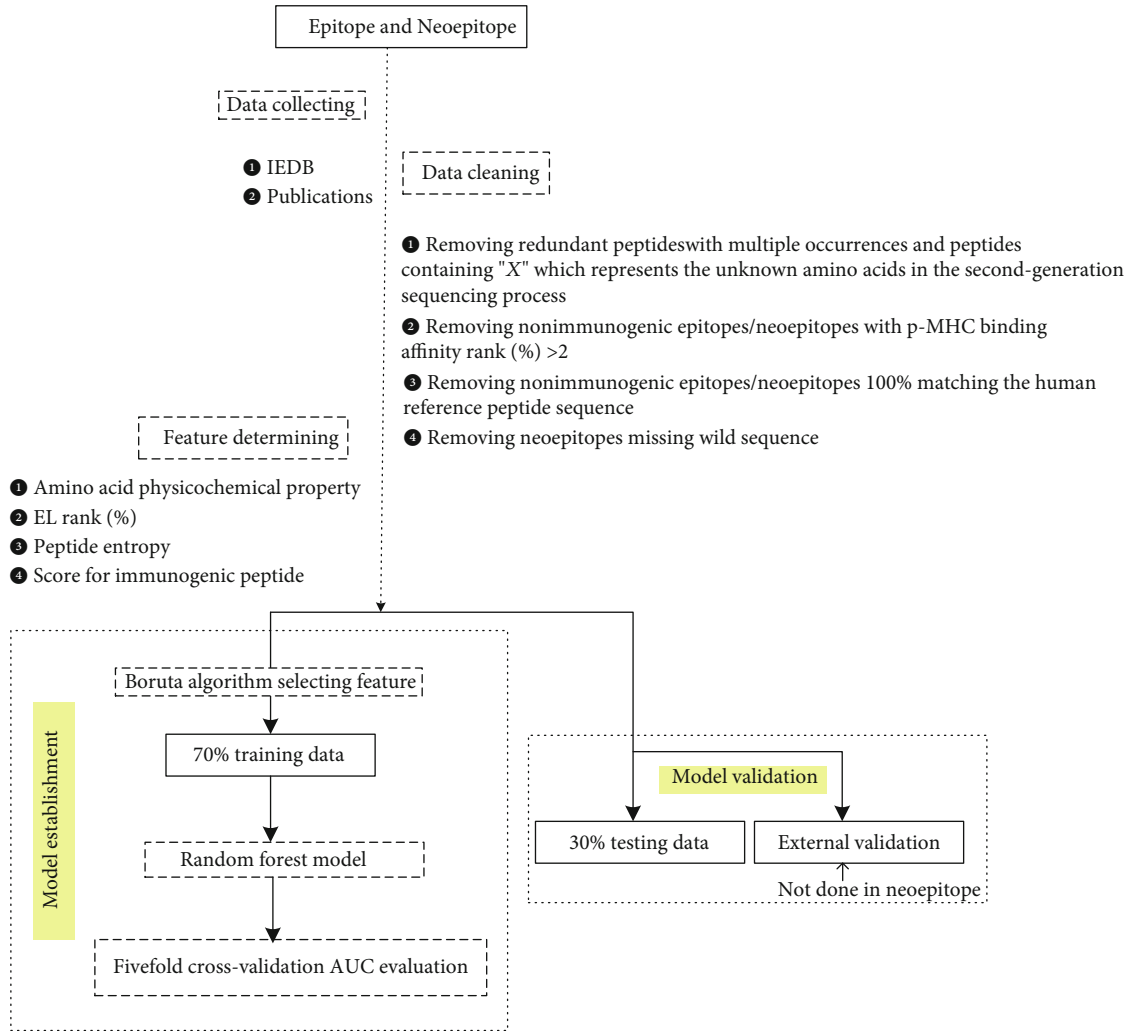 Epitope and Neoepitope
Data collecting
❶ IEDB
❷ Publications
Data cleaning
❶ Removing redundant peptideswith multiple occurrences and peptides
containing "X" which represents the unknown amino acids in the second-generation
sequencing process
❷ Removing nonimmunogenic epitopes/neoepitopes with p-MHC binding
affinity rank (%) >2
❸ Removing nonimmunogenic epitopes/neoepitopes 100% matching the human
reference peptide sequence
❹ Removing neoepitopes missing wild sequence
Feature determining
❶ Amino acid physicochemical property
❷ EL rank (%)
❸ Peptide entropy
❹ Score for immunogenic peptide
Model establishment
Boruta algorithm selecting feature
70% training data
Random forest model
Fivefold cross-validation AUC evaluation
Model validation
30% testing data
External validation
Not done in neoepitope